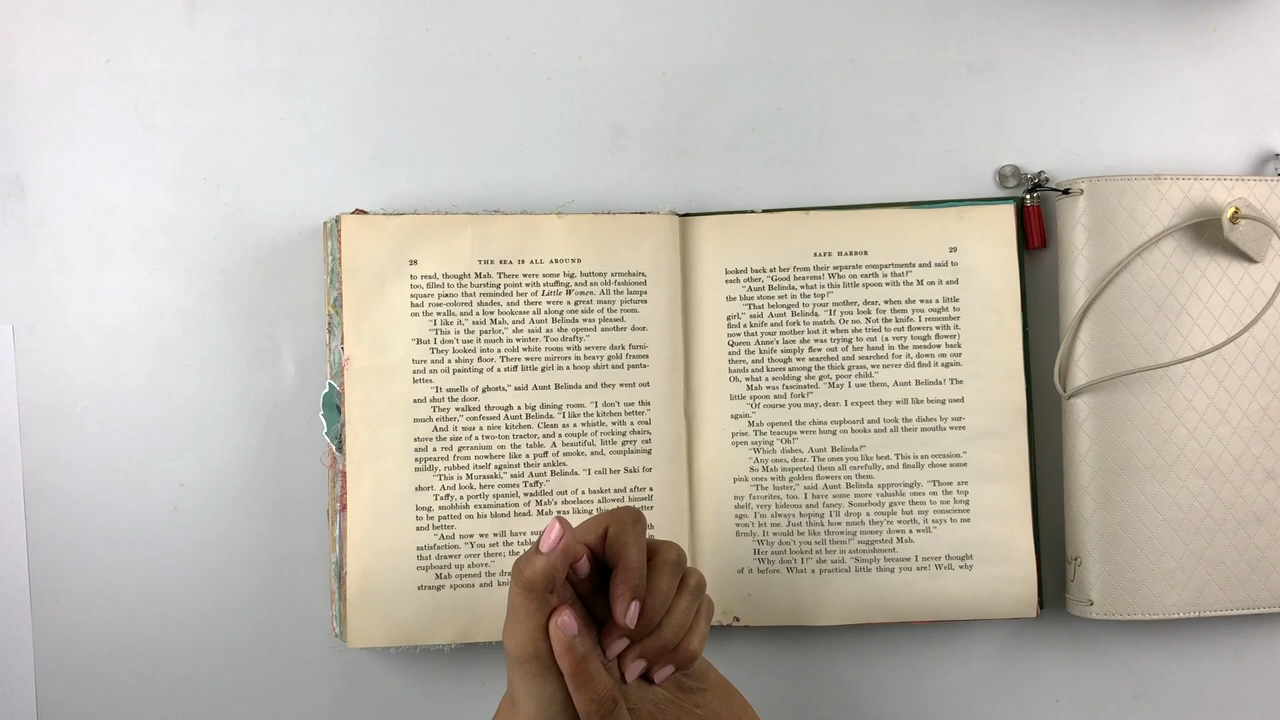 28 THE SEA IS ALL AROUND
to read, thought Mab. There were some big, buttony armchairs,
too, filled to the bursting point with stuffing, and an old-fashioned
square piano that reminded her of Little Women. All the lamps
had rose-colored shades, and there were a great many pictures
on the walls, and a low bookcase all along one side of the room.
"I like it," said Mab, and Aunt Belinda was pleased.
"This is the parlor," she said as she opened another door.
"But I don't use it much in winter. Too drafty."
They looked into a cold white room with severe dark furni-
ture and a shiny floor. There were mirrors in heavy gold frames
and an oil painting of a stiff little girl in a hoop shirt and panta-
lettes.
"It smells of ghosts," said Aunt Belinda and they went out
and shut the door.
They walked through a big dining room. "I don't use this
much either," confessed Aunt Belinda. "I like the kitchen better."
And it was a nice kitchen. Clean as a whistle, with a coal
stove the size of a two-ton tractor, and a couple of rocking chairs,
and a red geranium on the table. A beautiful, little grey cat
appeared from nowhere like a puff of smoke, and, complaining
mildly, rubbed itself against their ankles.
"This is Murasaki," said Aunt Belinda. "I call her Saki for
short. And look, here comes Taffy."
Taffy, a portly spaniel, waddled out of a basket and after a
long, snobbish examination of Mab's shoelaces allowed himself
to be patted on his blond head. Mab was liking this better
and better.
"And now we will have
satisfaction. "You set the table in
that drawer over there; the
cupboard up above."
Mab opened the
strange spoons and
SAFE HARBOR 29
looked back at her from their separate compartments and said to
each other, "Good heavens! Who on earth is that?"
"Aunt Belinda, what is this little spoon with the M on it and
the blue stone set in the top?"
"That belonged to your mother, dear, when she was a little
girl," said Aunt Belinda. "If you look for them you ought to
find a knife and fork to match. Or no. Not the knife. I remember
now that your mother lost it when she tried to cut flowers with it.
Queen Anne's lace she was trying to cut (a very tough flower)
and the knife simply flew out of her hand in the meadow back
there, and though we searched and searched for it, down on our
hands and knees among the thick grass, we never did find it again.
Oh, what a scolding she got, poor child."
Mab was fascinated. "May I use them, Aunt Belinda? The
little spoon and fork?"
"Of course you may, dear. I expect they will like being used
again."
Mab opened the china cupboard and took the dishes by sur-
prise. The teacups were hung on hooks and all their mouths were
open saying "Oh!"
"Which dishes, Aunt Belinda?"
"Any ones, dear. The ones you like best. This is an occasion."
So Mab inspected them all carefully, and finally chose some
pink ones with golden flowers on them.
"The luster," said Aunt Belinda approvingly. "Those are
my favorites, too. I have some more valuable ones on the top
shelf, very hideous and fancy. Somebody gave them to me long
ago. I'm always hoping I'll drop a couple but my conscience
won't let me. Just think how much they're worth, it says to me
firmly. It would be like throwing money down a well."
"Why don't you sell them?" suggested Mab.
Her aunt looked at her in astonishment.
"Why don't I?" she said. "Simply because I never thought
of it before. What a practical little thing you are! Well, why